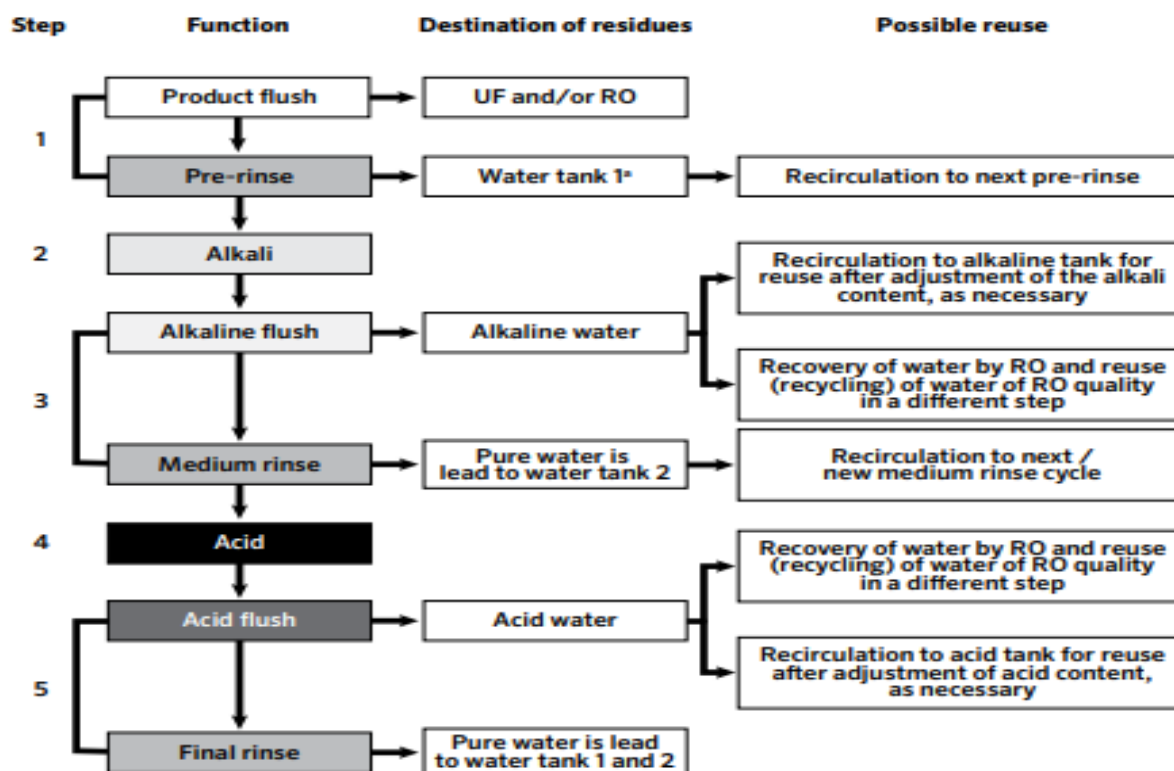 Step Function Destination of residues Possible reuse
Product flush UF and/or RO
1
Pre-rinse Water tank 1ᵃ Recirculation to next pre-rinse
2 Alkali
Recirculation to alkaline tank for
reuse after adjustment of the alkali
content, as necessary
Alkaline flush Alkaline water
Recovery of water by RO and reuse
(recycling) of water of RO quality
in a different step
3
Medium rinse
Pure water is
lead to water tank 2
Recirculation to next /
new medium rinse cycle
4 Acid
Recovery of water by RO and reuse
(recycling) of water of RO quality
in a different step
Acid flush Acid water
Recirculation to acid tank for reuse
after adjustment of acid content,
as necessary
5
Final rinse
Pure water is lead
to water tank 1 and 2